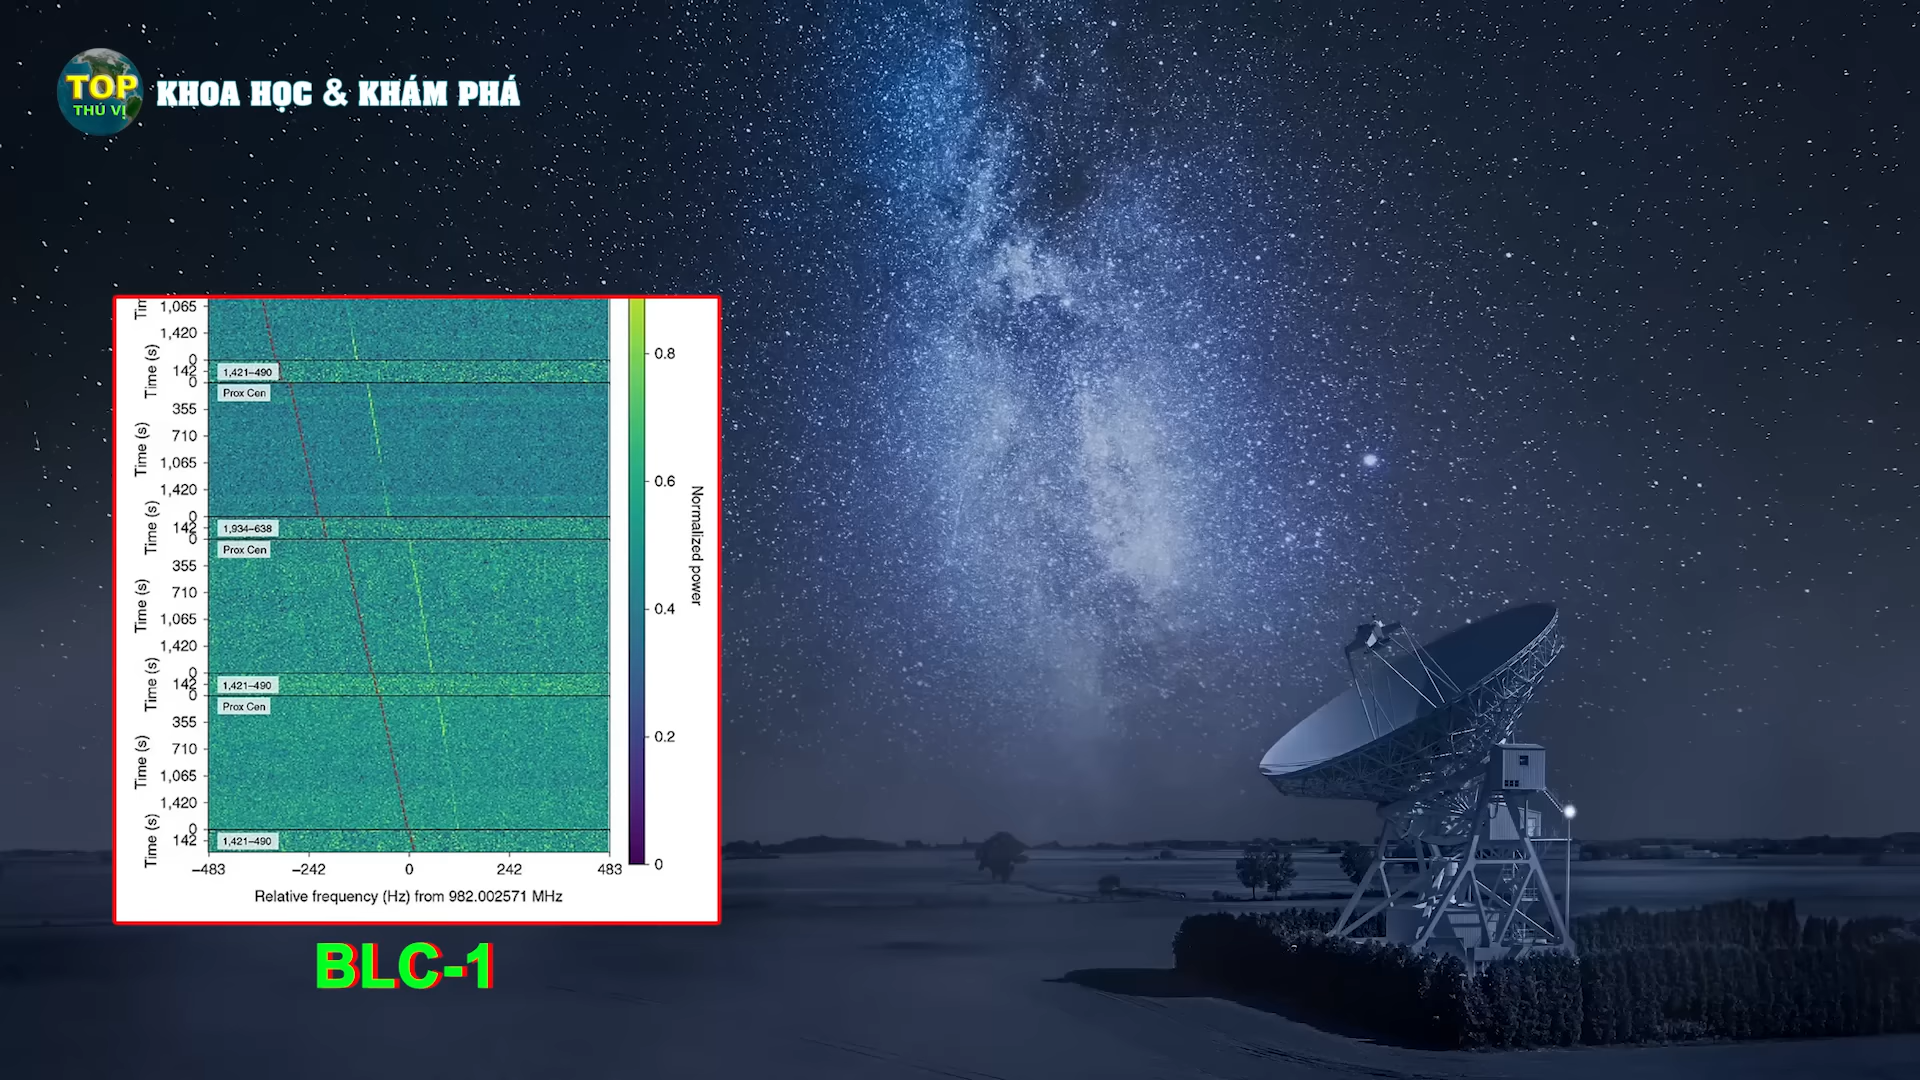 TOP
THÚ VỊ
KHOA HỌC & KHÁM PHÁ
Tim
1,065
1,420
0
Time (s)
142
1,421–490
0
Prox Cen
355
Time (s)
710
1,065
1,420
0
Time (s)
142
1,934–638
0
Prox Cen
355
Time (s)
710
1,065
1,420
0
Time (s)
142
1,421–490
0
Prox Cen
355
Time (s)
710
1,065
1,420
0
Time (s)
142
1,421–490
–483
–242
0
242
483
Relative frequency (Hz) from 982.002571 MHz
0.8
0.6
0.4
0.2
0
Normalized power
BLC-1